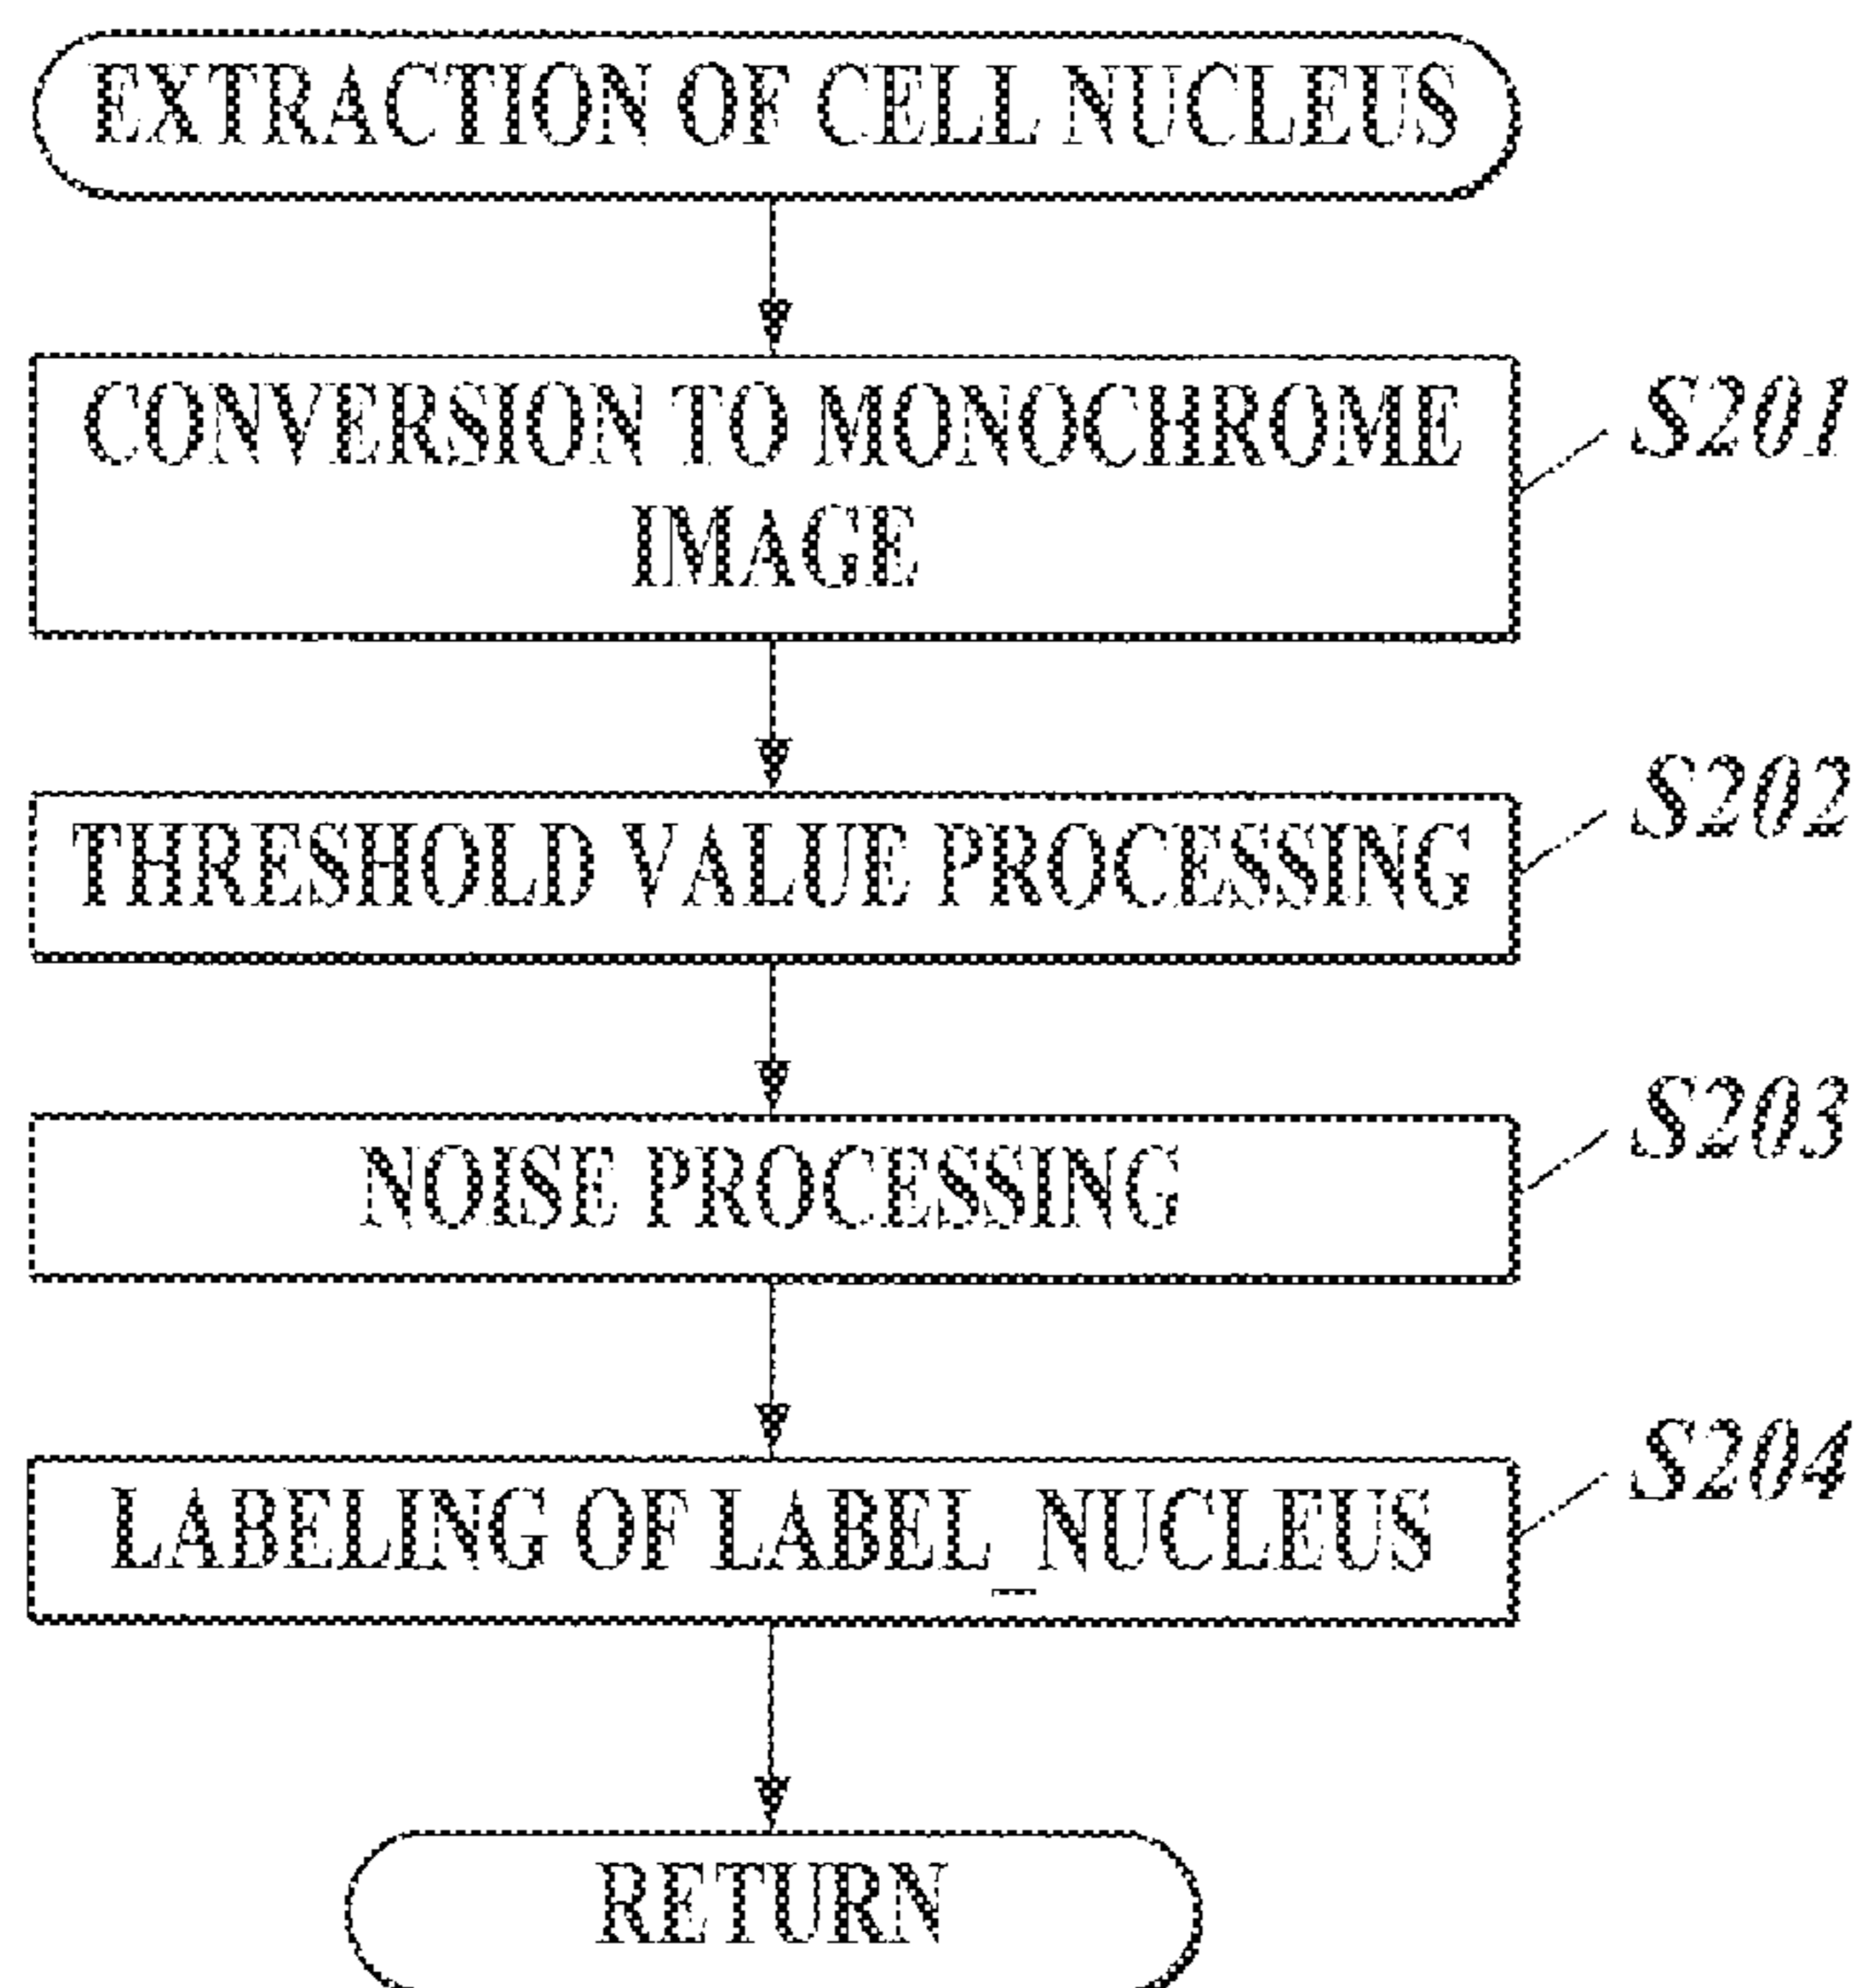 EXTRACTION OF CELL NUCLEUS
CONVERSION TO MONOCHROME
IMAGE
S201
THRESHOLD VALUE PROCESSING
S202
NOISE PROCESSING
S203
LABELING OF LABEL_NUCLEUS
S204
RETURN